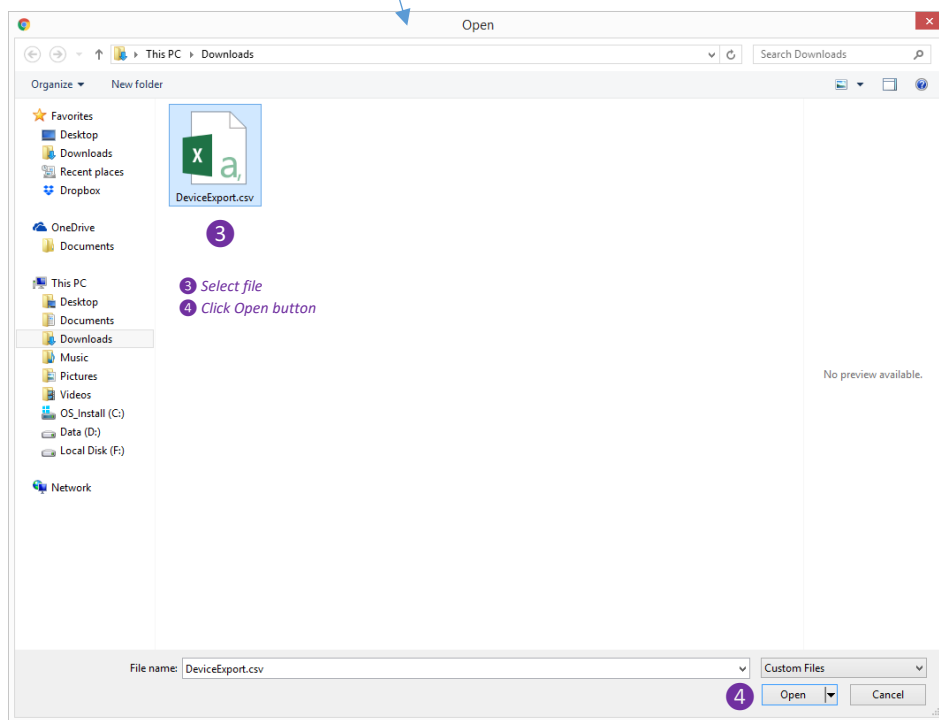 Open
This PC Downloads
Search Downloads
Organize New folder
Favorites
Desktop
Downloads
Recent places
Dropbox
OneDrive
Documents
This PC
Desktop
Documents
Downloads
Music
Pictures
Videos
OS_Install (C:)
Data (D:)
Local Disk (F:)
Network
X a,
DeviceExport.csv
3
3 Select file
4 Click Open button
No preview available.
File name: DeviceExport.csv
Custom Files
4 Open Cancel